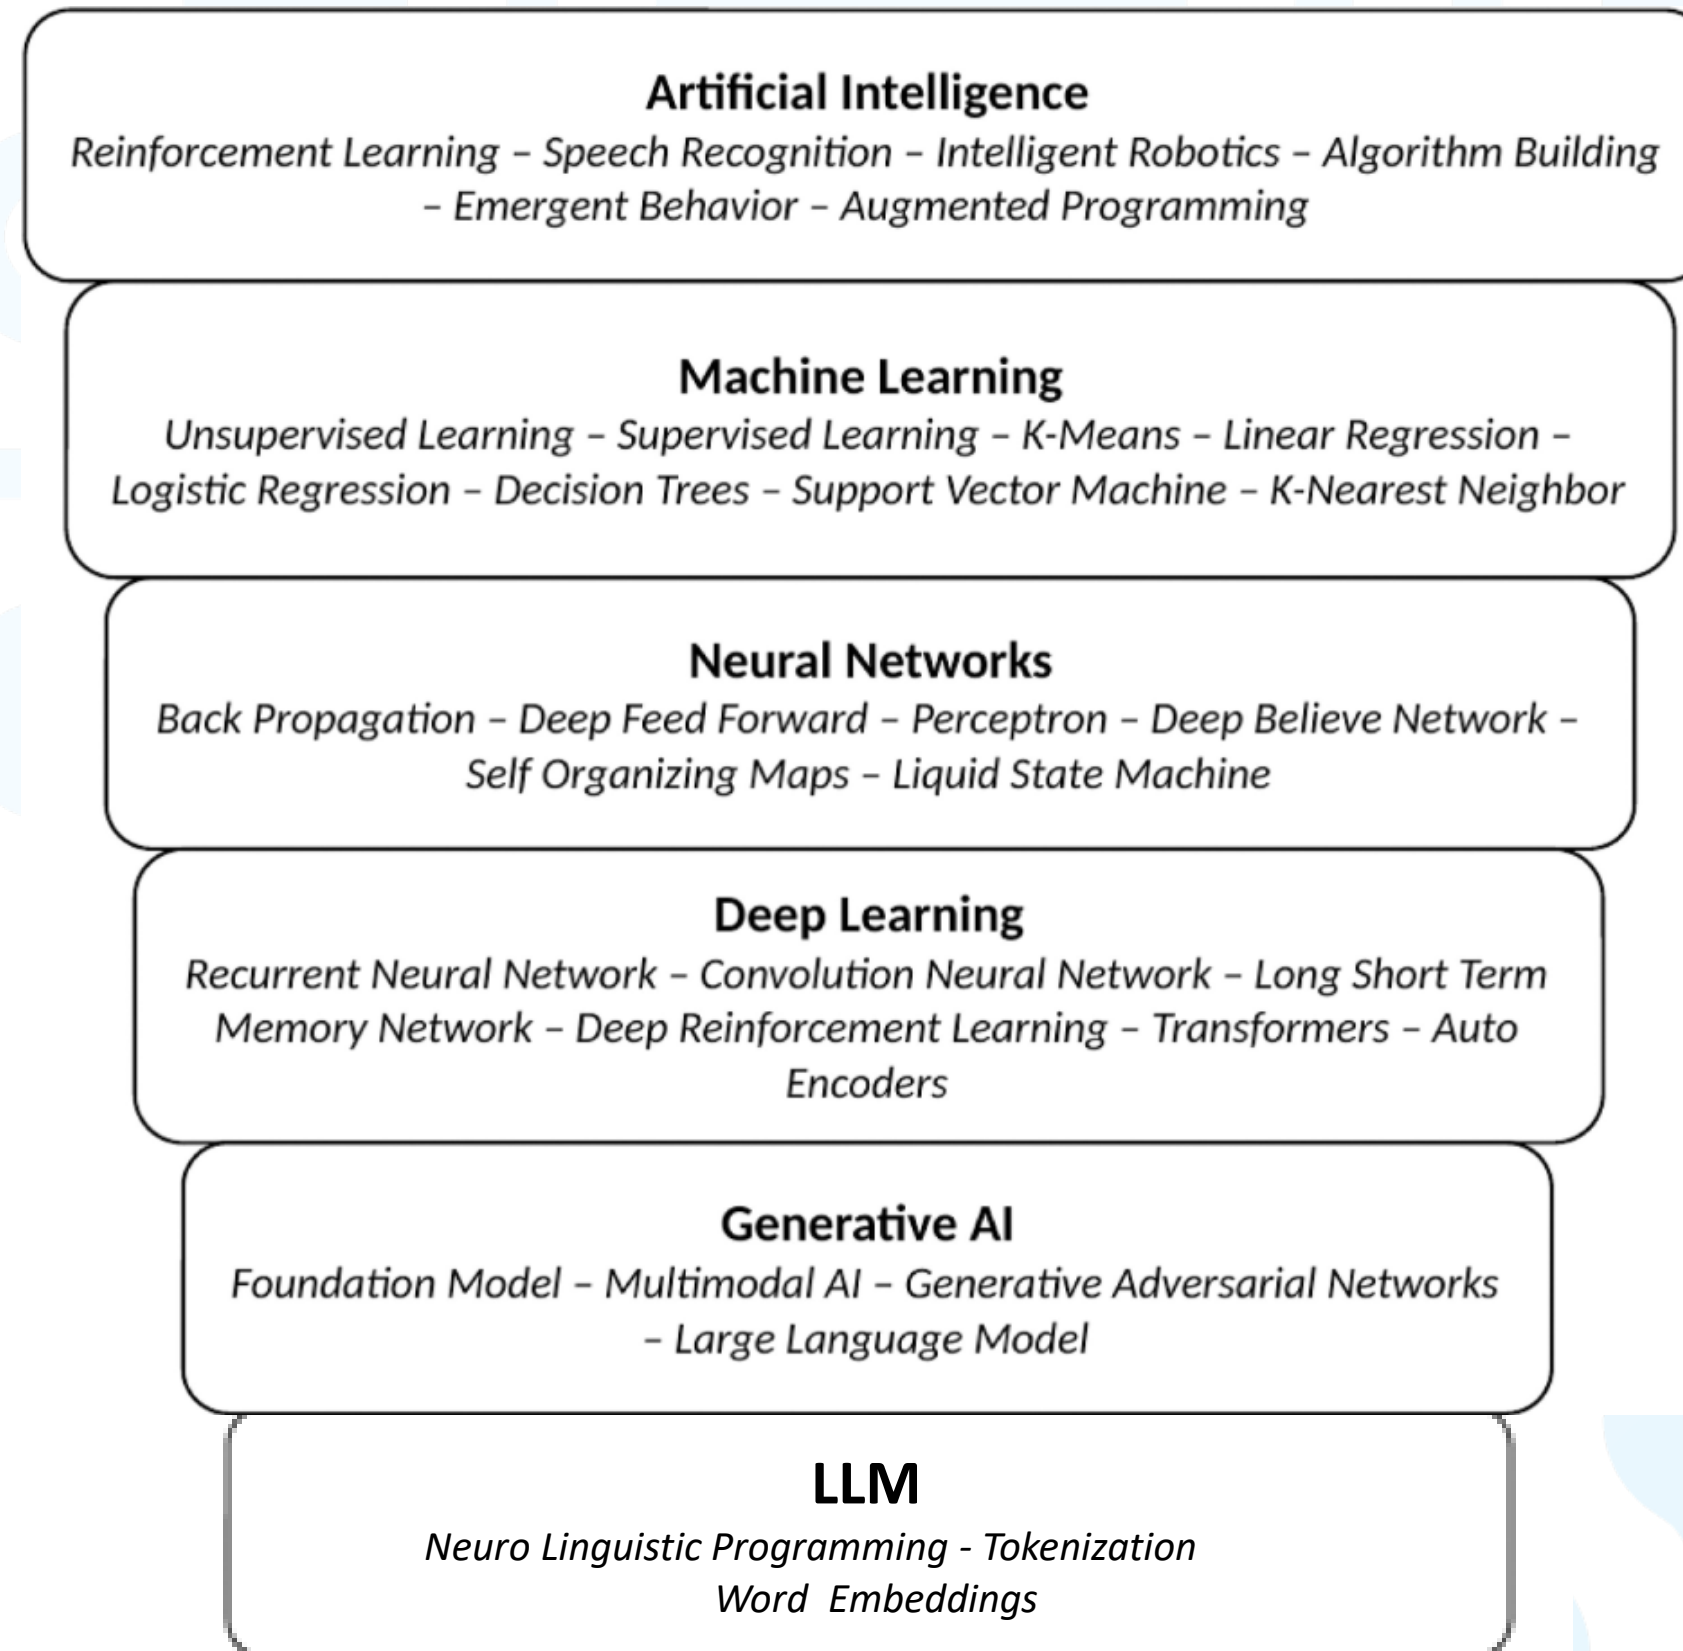 Artificial Intelligence
Reinforcement Learning – Speech Recognition – Intelligent Robotics – Algorithm Building
– Emergent Behavior – Augmented Programming
Machine Learning
Unsupervised Learning – Supervised Learning – K-Means – Linear Regression –
Logistic Regression – Decision Trees – Support Vector Machine – K-Nearest Neighbor
Neural Networks
Back Propagation – Deep Feed Forward – Perceptron – Deep Believe Network –
Self Organizing Maps – Liquid State Machine
Deep Learning
Recurrent Neural Network – Convolution Neural Network – Long Short Term
Memory Network – Deep Reinforcement Learning – Transformers – Auto
Encoders
Generative AI
Foundation Model – Multimodal AI – Generative Adversarial Networks
– Large Language Model
LLM
Neuro Linguistic Programming - Tokenization
Word Embeddings